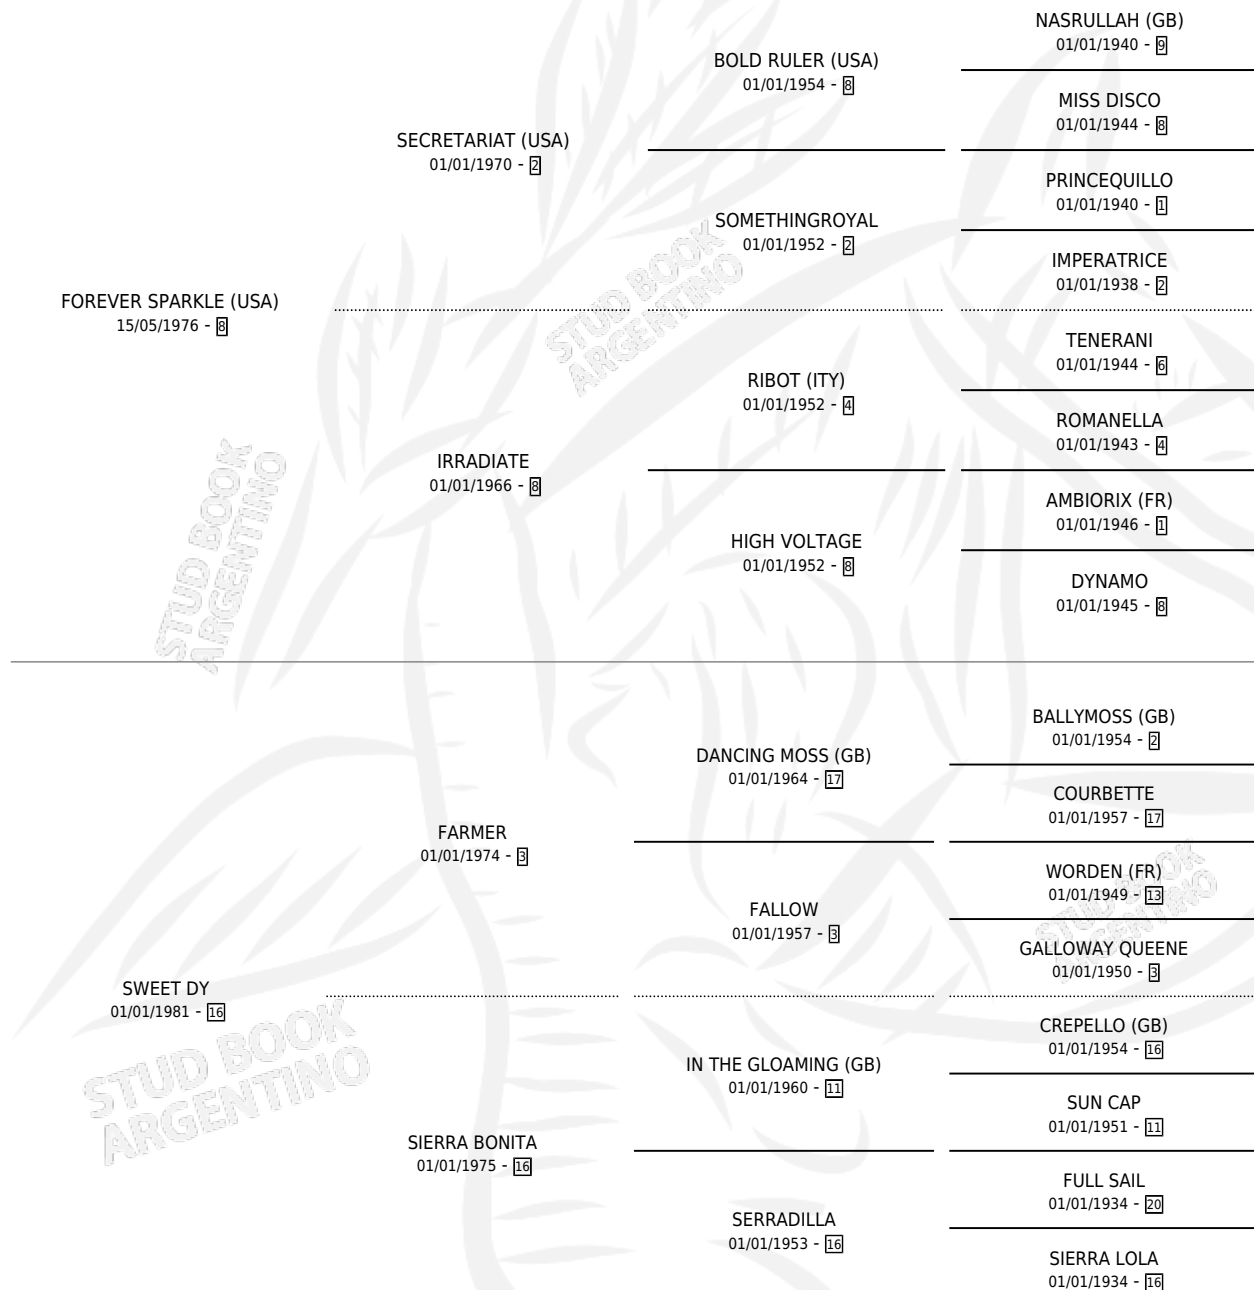 FOREVER SPARKLE (USA)
15/05/1976 - 8
SECRETARIAT (USA)
01/01/1970 - 2
IRRADIATE
01/01/1966 - 8
BOLD RULER (USA)
01/01/1954 - 8
SOMETHINGROYAL
01/01/1952 - 2
RIBOT (ITY)
01/01/1952 - 4
HIGH VOLTAGE
01/01/1952 - 8
NASRULLAH (GB)
01/01/1940 - 9
MISS DISCO
01/01/1944 - 8
PRINCEQUILLO
01/01/1940 - 1
IMPERATRICE
01/01/1938 - 2
TENERANI
01/01/1944 - 6
ROMANELLA
01/01/1943 - 4
AMBIORIX (FR)
01/01/1946 - 1
DYNAMO
01/01/1945 - 8
SWEET DY
01/01/1981 - 16
FARMER
01/01/1974 - 3
SIERRA BONITA
01/01/1975 - 16
DANCING MOSS (GB)
01/01/1964 - 17
FALLOW
01/01/1957 - 3
IN THE GLOAMING (GB)
01/01/1960 - 11
SERRADILLA
01/01/1953 - 16
BALLYMOSS (GB)
01/01/1954 - 2
COURBETTE
01/01/1957 - 17
WORDEN (FR)
01/01/1949 - 13
GALLOWAY QUEENE
01/01/1950 - 3
CREPELLO (GB)
01/01/1954 - 16
SUN CAP
01/01/1951 - 11
FULL SAIL
01/01/1934 - 20
SIERRA LOLA
01/01/1934 - 16
STUD BOOK
ARGENTINO
STUD BOOK
ARGENTINO
STUD BOOK
ARGENTINO
STUD BOOK
ARGENTINO